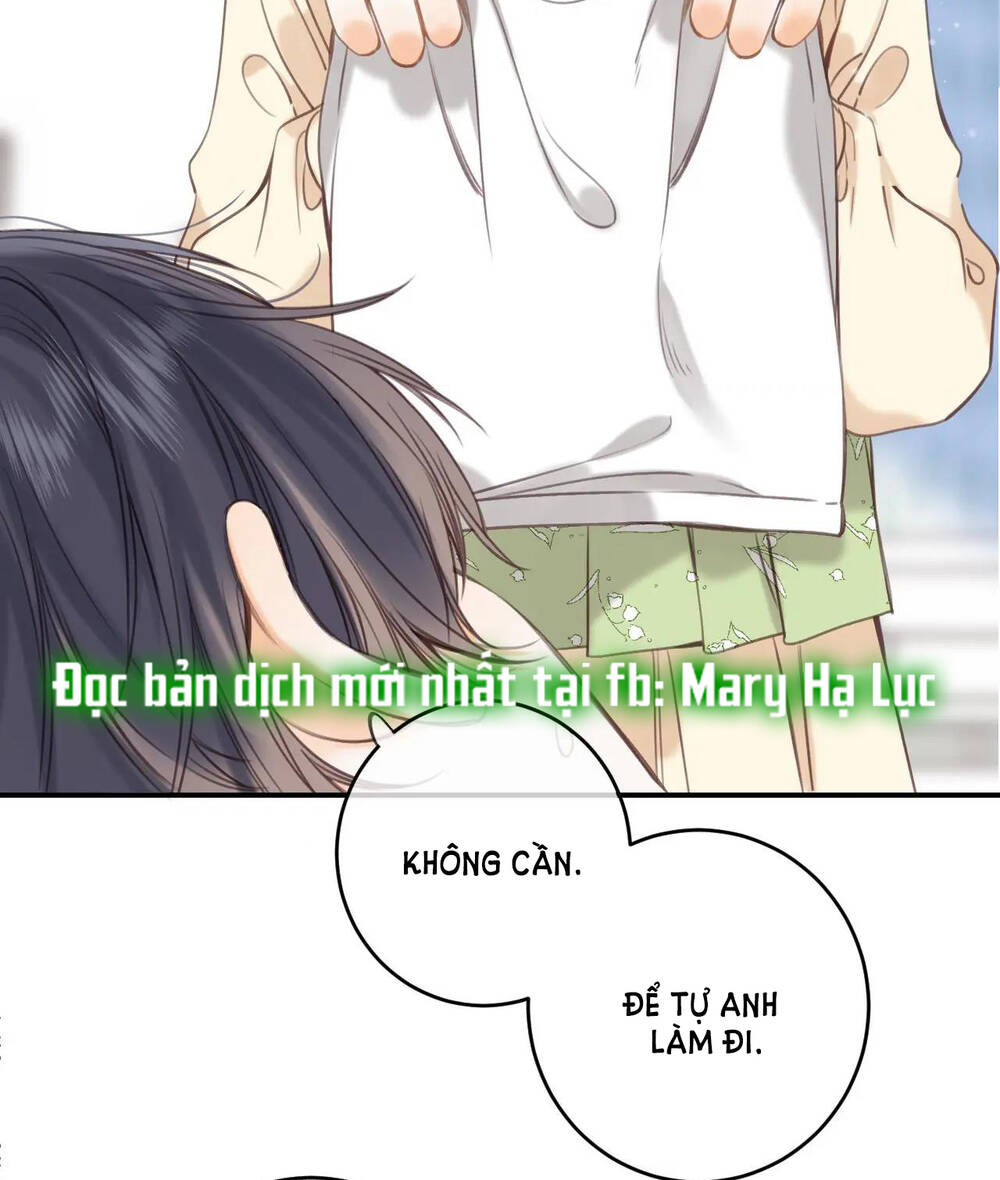 Đọc bản dịch mới nhất tại fb: Mary Hạ Lục
KHÔNG CẦN.
ĐỂ TỰ ANH
LÀM ĐI.